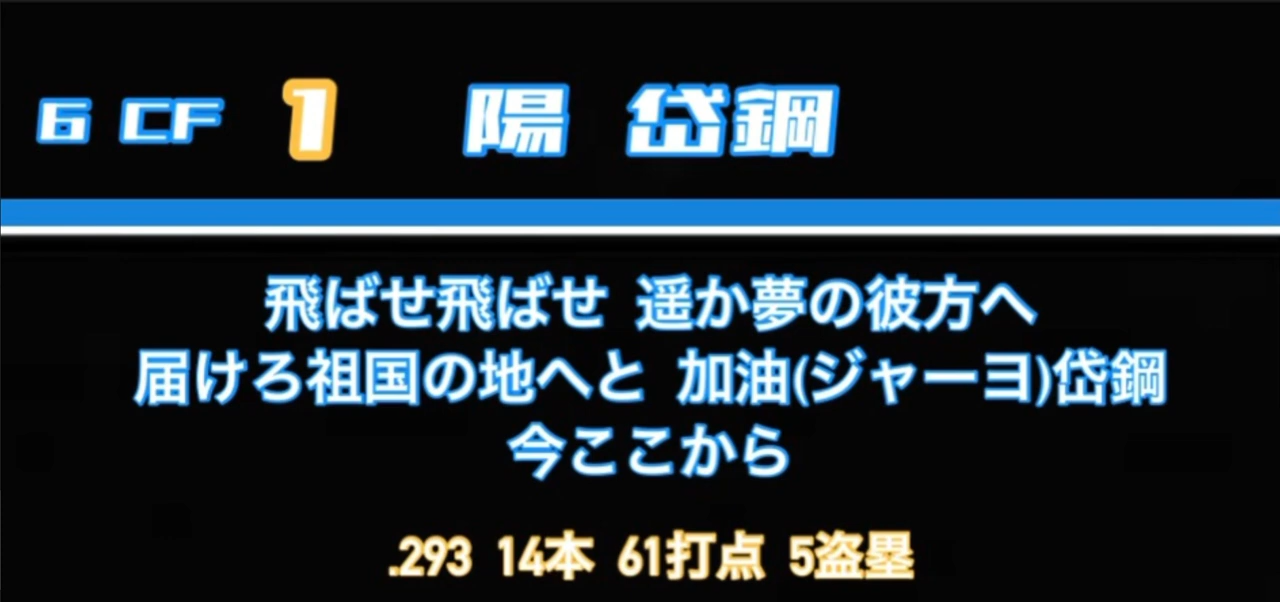 6 CF 1 陽 岱鋼
飛ばせ飛ばせ 遥か夢の彼方へ
届けろ祖国の地へと 加油(ジャーヨ)岱鋼
今ここから
.293 14本 61打点 5盗塁